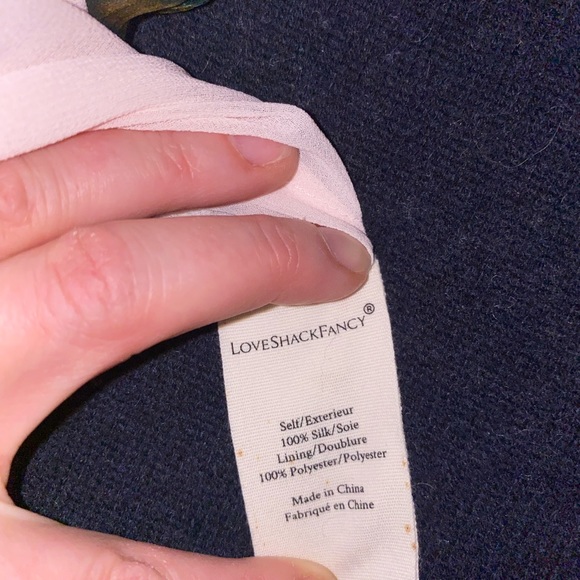 LOVESHACKFANCY®
Self/Exterieur
100% Silk/Soie
Lining/Doublure
100% Polyester/Polyester
Made in China
Fabriqué en Chine